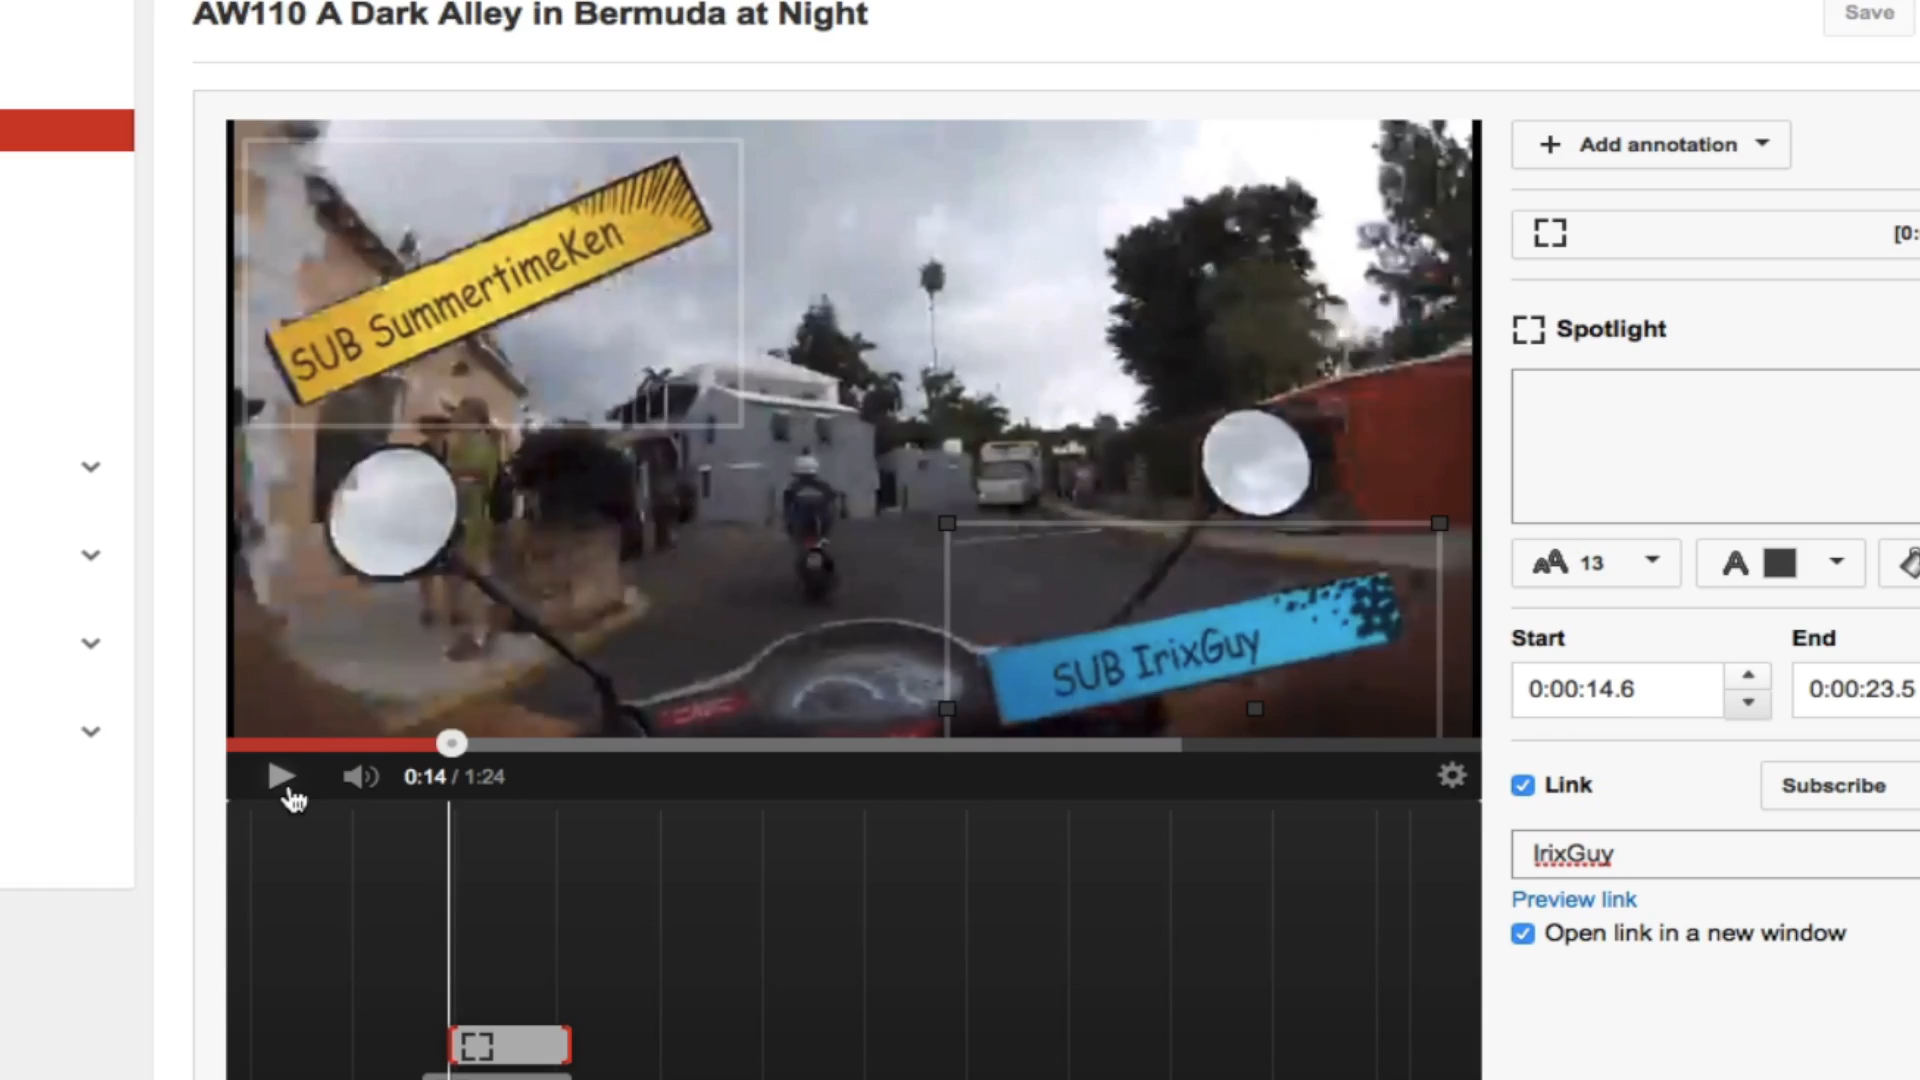 AW110 A Dark Alley in Bermuda at Night
Save
+ Add annotation
SUB SummertimeKen
[0:
Spotlight
13
A
Start
End
0:00:14.6
0:00:23.5
SUB IrixGuy
0:14 / 1:24
Link
Subscribe
IrixGuy
Preview link
Open link in a new window